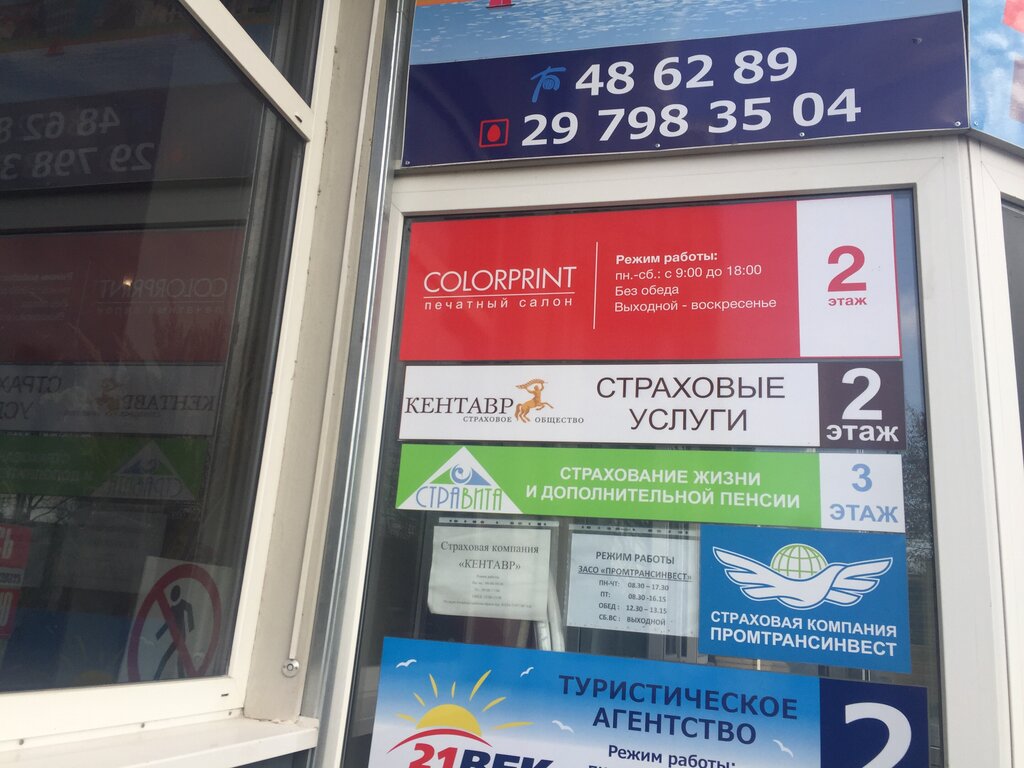 48 62 89
29 798 35 04
COLORPRINT
печатный салон
Режим работы:
пн.-сб.: с 9:00 до 18:00
Без обеда
Выходной - воскресенье
2
этаж
КЕНТАВР
СТРАХОВОЕ ОБЩЕСТВО
СТРАХОВЫЕ
УСЛУГИ
2
этаж
СТРАВИТА
СТРАХОВАНИЕ ЖИЗНИ
И ДОПОЛНИТЕЛЬНОЙ ПЕНСИИ
3
ЭТАЖ
Страховая компания
«КЕНТАВР»
РЕЖИМ РАБОТЫ
ЗАСО «ПРОМТРАНСИНВЕСТ»
ПН-ЧТ: 08.30 – 17.30
ПТ: 08.30 -16.15
ОБЕД : 12.30 – 13.15
СБ.ВС : ВЫХОДНОЙ
СТРАХОВАЯ КОМПАНИЯ
ПРОМТРАНСИНВЕСТ
21 ВЕК
ТУРИСТИЧЕСКОЕ
АГЕНТСТВО
Режим работы:
2